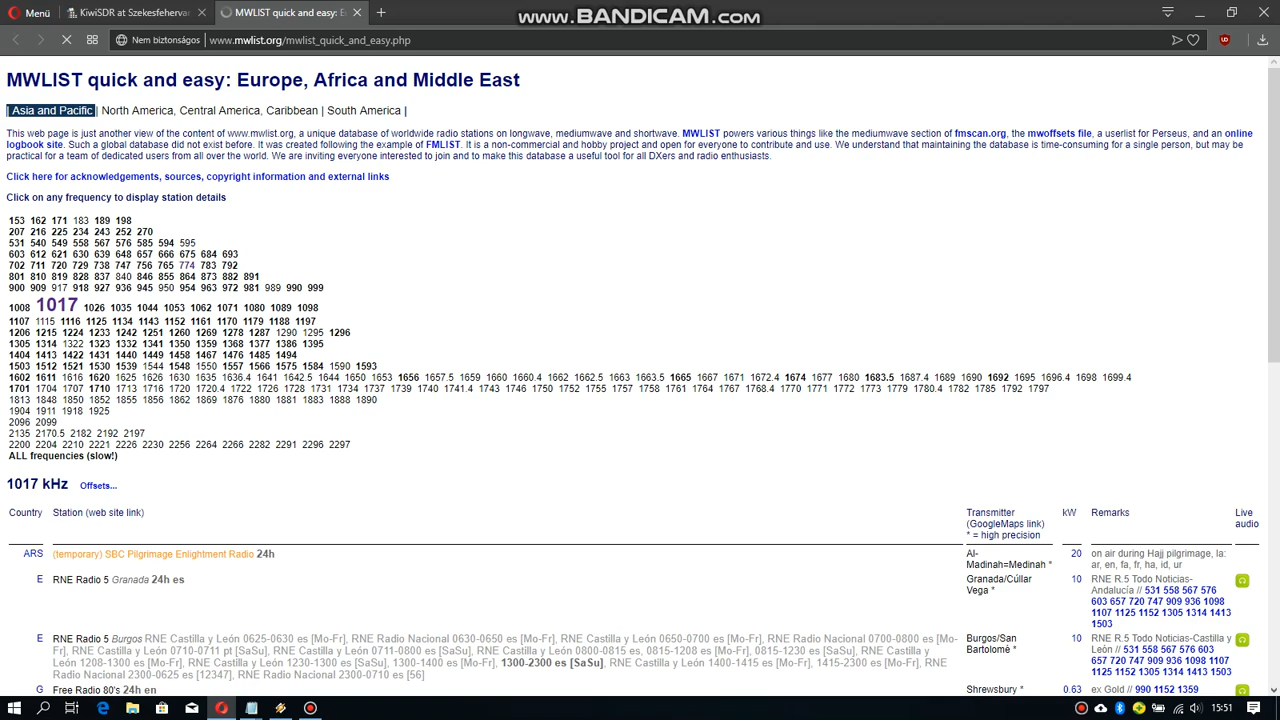 www.BANDICAM.com
Menü
KiwiSDR at Szekesfehervar
MWLIST quick and easy: E
Nem biztonságos
www.mwlist.org/mwlist_quick_and_easy.php
MWLIST quick and easy: Europe, Africa and Middle East
| Asia and Pacific | North America, Central America, Caribbean | South America |
This web page is just another view of the content of www.mwlist.org, a unique database of worldwide radio stations on longwave, mediumwave and shortwave. MWLIST powers various things like the mediumwave section of fmscan.org, the mwoffsets file, a userlist for Perseus, and an online
logbook site. Such a global database did not exist before. It was created following the example of FMLIST. It is a non-commercial and hobby project and open for everyone to contribute and use. We understand that maintaining the database is time-consuming for a single person, but may be
practical for a team of dedicated users from all over the world. We are inviting everyone interested to join and to make this database a useful tool for all DXers and radio enthusiasts.
Click here for acknowledgements, sources, copyright information and external links
Click on any frequency to display station details
153 162 171 183 189 198
207 216 225 234 243 252 270
531 540 549 558 567 576 585 594 595
603 612 621 630 639 648 657 666 675 684 693
702 711 720 729 738 747 756 765 774 783 792
801 810 819 828 837 840 846 855 864 873 882 891
900 909 917 918 927 936 945 950 954 963 972 981 989 990 999
1008 1017 1026 1035 1044 1053 1062 1071 1080 1089 1098
1107 1115 1116 1125 1134 1143 1152 1161 1170 1179 1188 1197
1206 1215 1224 1233 1242 1251 1260 1269 1278 1287 1290 1295 1296
1305 1314 1322 1323 1332 1341 1350 1359 1368 1377 1386 1395
1404 1413 1422 1431 1440 1449 1458 1467 1476 1485 1494
1503 1512 1521 1530 1539 1544 1548 1550 1557 1566 1575 1584 1590 1593
1602 1611 1616 1620 1625 1626 1630 1635 1636.4 1641 1642.5 1644 1650 1653 1656 1657.5 1659 1660 1660.4 1662 1662.5 1663 1663.5 1665 1667 1671 1672.4 1674 1677 1680 1683.5 1687.4 1689 1690 1692 1695 1696.4 1698 1699.4
1701 1704 1707 1710 1713 1716 1720 1720.4 1722 1726 1728 1731 1734 1737 1739 1740 1741.4 1743 1746 1750 1752 1755 1757 1758 1761 1764 1767 1768.4 1770 1771 1772 1773 1779 1780.4 1782 1785 1792 1797
1813 1848 1850 1852 1855 1856 1862 1869 1876 1880 1881 1883 1888 1890
1904 1911 1918 1925
2096 2099
2135 2170.5 2182 2192 2197
2200 2204 2210 2221 2226 2230 2256 2264 2266 2282 2291 2296 2297
ALL frequencies (slow!)
1017 kHz Offsets...
Country Station (web site link) Transmitter kW Remarks Live
(GoogleMaps link) audio
* = high precision
ARS (temporary) SBC Pilgrimage Enlightment Radio 24h Al- 20 on air during Hajj pilgrimage, la:
Madinah=Medinah * ar, en, fa, fr, ha, id, ur
E RNE Radio 5 Granada 24h es Granada/Cúllar 10 RNE R.5 Todo Noticias-
Vega * Andalucía // 531 558 567 576
603 657 720 747 909 936 1098
1107 1125 1152 1305 1314 1413
1503
E RNE Radio 5 Burgos RNE Castilla y León 0625-0630 es [Mo-Fr], RNE Radio Nacional 0630-0650 es [Mo-Fr], RNE Castilla y León 0650-0700 es [Mo-Fr], RNE Radio Nacional 0700-0800 es [Mo- Burgos/San 10 RNE R.5 Todo Noticias-Castilla y
Fr], RNE Castilla y León 0710-0711 pt [SaSu], RNE Castilla y León 0711-0800 es [SaSu], RNE Castilla y León 0800-0815 es, 0815-1208 es [Mo-Fr], 0815-1230 es [SaSu], RNE Castilla y Bartolomé * León // 531 558 567 576 603
León 1208-1300 es [Mo-Fr], RNE Castilla y León 1230-1300 es [SaSu], 1300-1400 es [Mo-Fr], 1300-2300 es [SaSu], RNE Castilla y León 1400-1415 es [Mo-Fr], 1415-2300 es [Mo-Fr], RNE 657 720 747 909 936 1098 1107
Radio Nacional 2300-0625 es [12347], RNE Radio Nacional 2300-0710 es [56] 1125 1152 1305 1314 1413 1503
G Free Radio 80's 24h en Shrewsbury * 0.63 ex Gold // 990 1152 1359
15:51